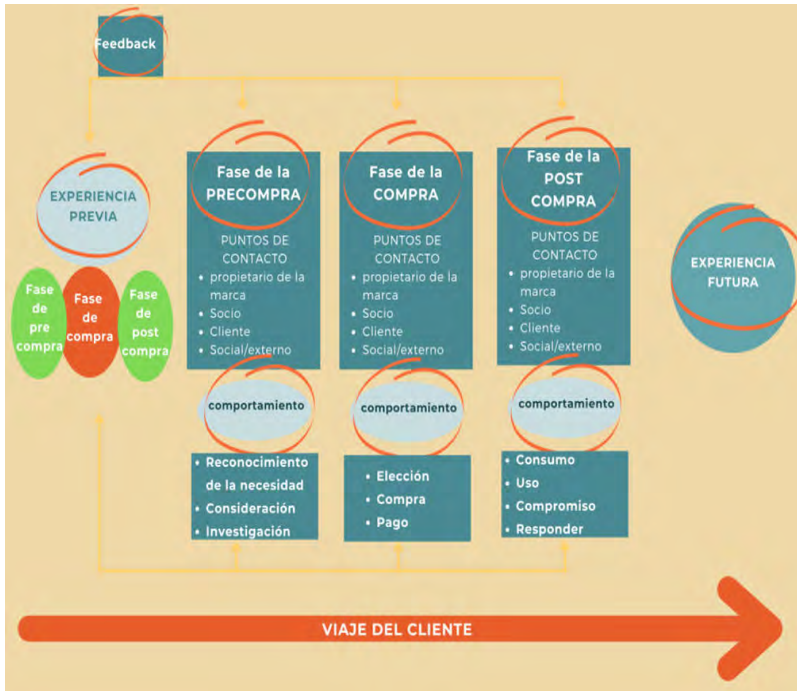 Feedback
EXPERIENCIA
PREVIA
Fase
de
pre
compra
Fase
de
compra
Fase
de
post
compra
Fase de la
PRECOMPRA
PUNTOS DE
CONTACTO
• propietario de la
marca
• Socio
• Cliente
• Social/externo
comportamiento
• Reconocimiento
de la necesidad
• Consideración
• Investigación
Fase de la
COMPRA
PUNTOS DE
CONTACTO
• propietario de la
marca
• Socio
• Cliente
• Social/externo
comportamiento
• Elección
• Compra
• Pago
Fase de la
POST
COMPRA
PUNTOS DE
CONTACTO
• propietario de la
marca
• Socio
• Cliente
• Social/externo
comportamiento
• Consumo
• Uso
• Compromiso
• Responder
EXPERIENCIA
FUTURA
VIAJE DEL CLIENTE